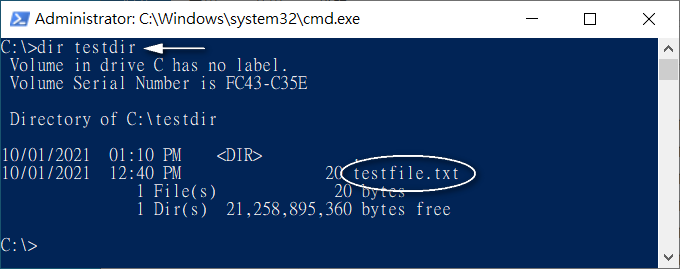 Administrator: C:\Windows\system32\cmd.exe
C:\>dir testdir
 Volume in drive C has no label.
 Volume Serial Number is FC43-C35E
 Directory of C:\testdir
10/01/2021  01:10 PM    <DIR>          .
10/01/2021  12:40 PM                20 testfile.txt
               1 File(s)             20 bytes
               1 Dir(s)  21,258,895,360 bytes free
C:\>